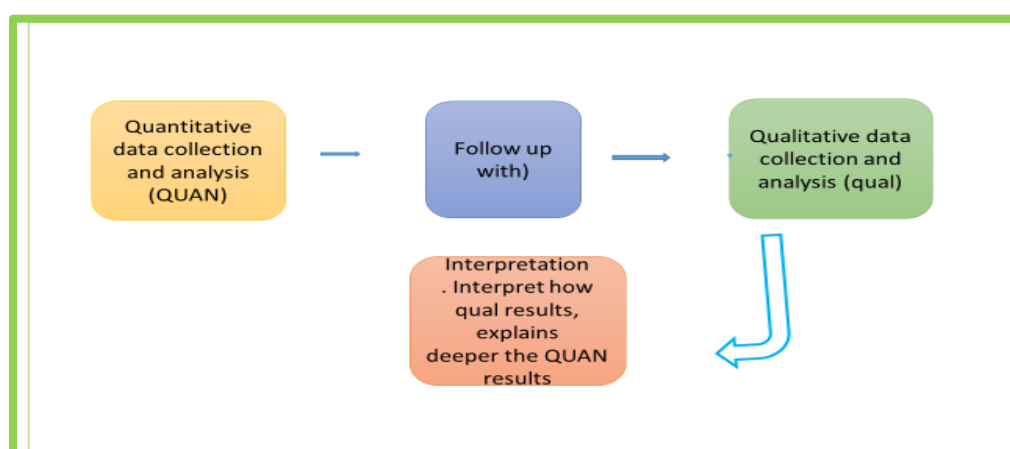 Quantitative
data collection
and analysis
(QUAN)
Follow up
with)
Qualitative data
collection and
analysis (qual)
Interpretation
. Interpret how
qual results,
explains
deeper the QUAN
results